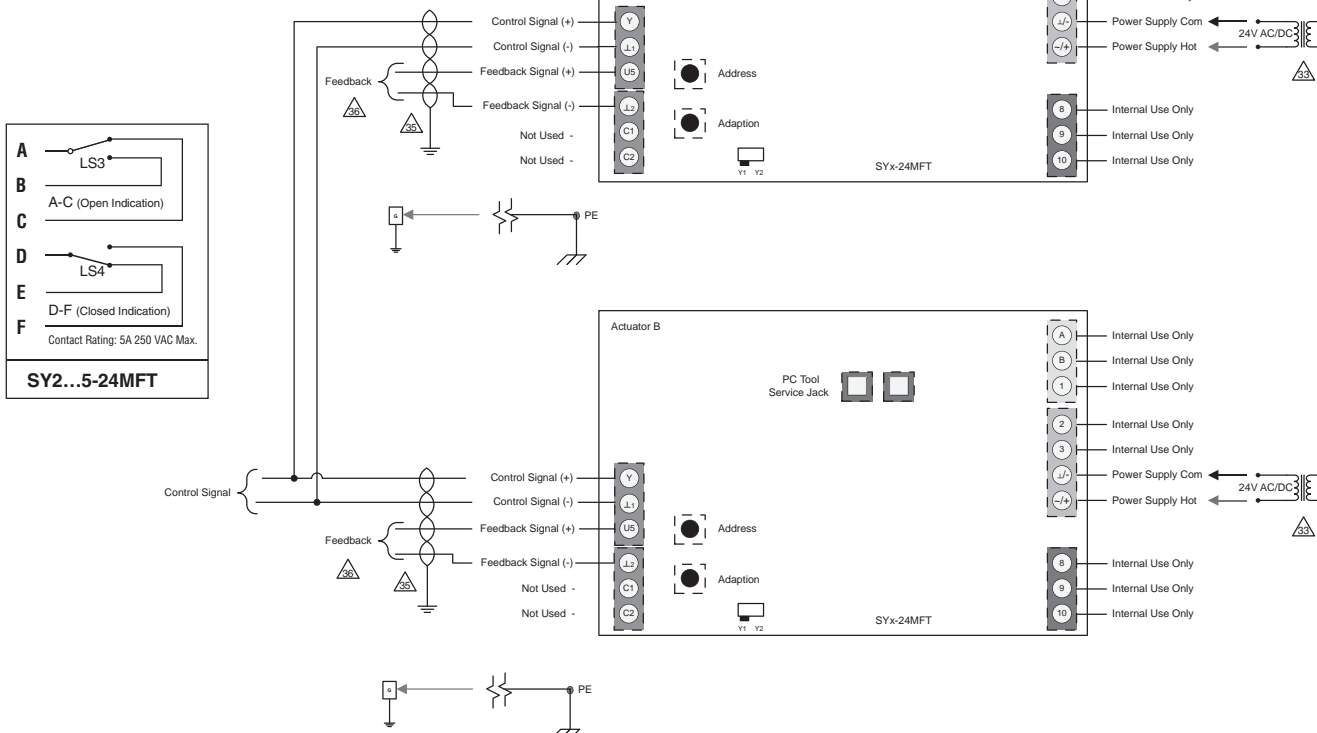 Control Signal (+)
Y
Control Signal (-)
⊥1
Feedback
Feedback Signal (+)
U5
Feedback Signal (-)
⊥2
36
35
Not Used -
C1
Not Used -
C2
Address
Adaption
Y1 Y2
SYx-24MFT
⊥/-
Power Supply Com
~/+
Power Supply Hot
24V AC/DC
33
8
Internal Use Only
9
Internal Use Only
10
Internal Use Only
A
LS3
B
A-C (Open Indication)
C
D
LS4
E
D-F (Closed Indication)
F
Contact Rating: 5A 250 VAC Max.
SY2…5-24MFT
G
PE
Actuator B
PC Tool
Service Jack
A
Internal Use Only
B
Internal Use Only
1
Internal Use Only
2
Internal Use Only
3
Internal Use Only
⊥/-
Power Supply Com
~/+
Power Supply Hot
24V AC/DC
33
8
Internal Use Only
9
Internal Use Only
10
Internal Use Only
Control Signal
Control Signal (+)
Y
Control Signal (-)
⊥1
Feedback
Feedback Signal (+)
U5
Feedback Signal (-)
⊥2
36
35
Not Used -
C1
Not Used -
C2
Address
Adaption
Y1 Y2
SYx-24MFT
G
PE